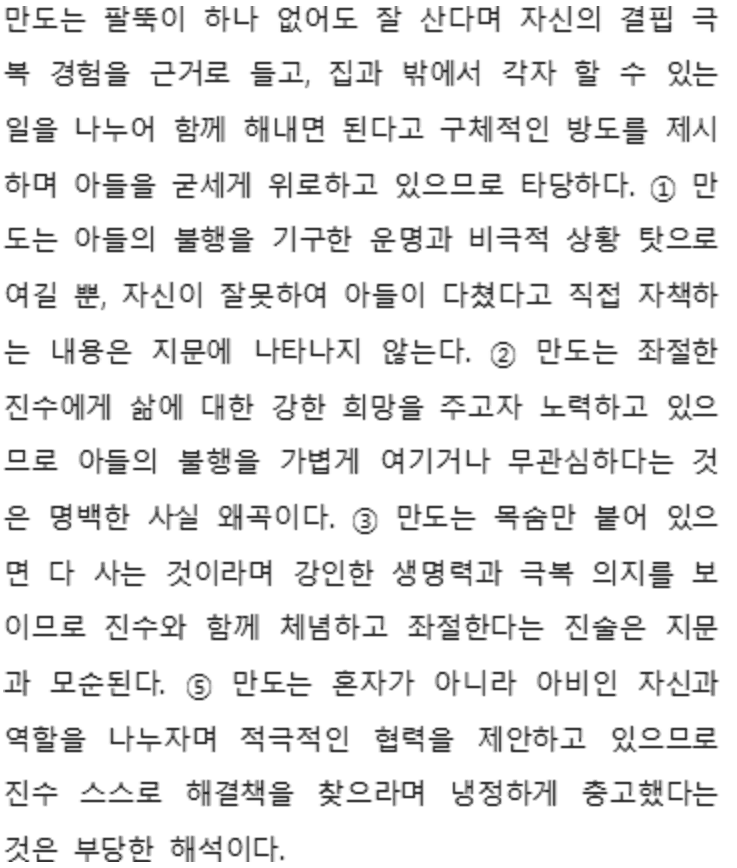 만도는 팔뚝이 하나 없어도 잘 산다며 자신의 결핍 극
복 경험을 근거로 들고, 집과 밖에서 각자 할 수 있는
일을 나누어 함께 해내면 된다고 구체적인 방도를 제시
하며 아들을 굳세게 위로하고 있으므로 타당하다. ① 만
도는 아들의 불행을 기구한 운명과 비극적 상황 탓으로
여길 뿐, 자신이 잘못하여 아들이 다쳤다고 직접 자책하
는 내용은 지문에 나타나지 않는다. ② 만도는 좌절한
진수에게 삶에 대한 강한 희망을 주고자 노력하고 있으
므로 아들의 불행을 가볍게 여기거나 무관심하다는 것
은 명백한 사실 왜곡이다. ③ 만도는 목숨만 붙어 있으
면 다 사는 것이라며 강인한 생명력과 극복 의지를 보
이므로 진수와 함께 체념하고 좌절한다는 진술은 지문
과 모순된다. ⑤ 만도는 혼자가 아니라 아비인 자신과
역할을 나누자며 적극적인 협력을 제안하고 있으므로
진수 스스로 해결책을 찾으라며 냉정하게 충고했다는
것은 부당한 해석이다.